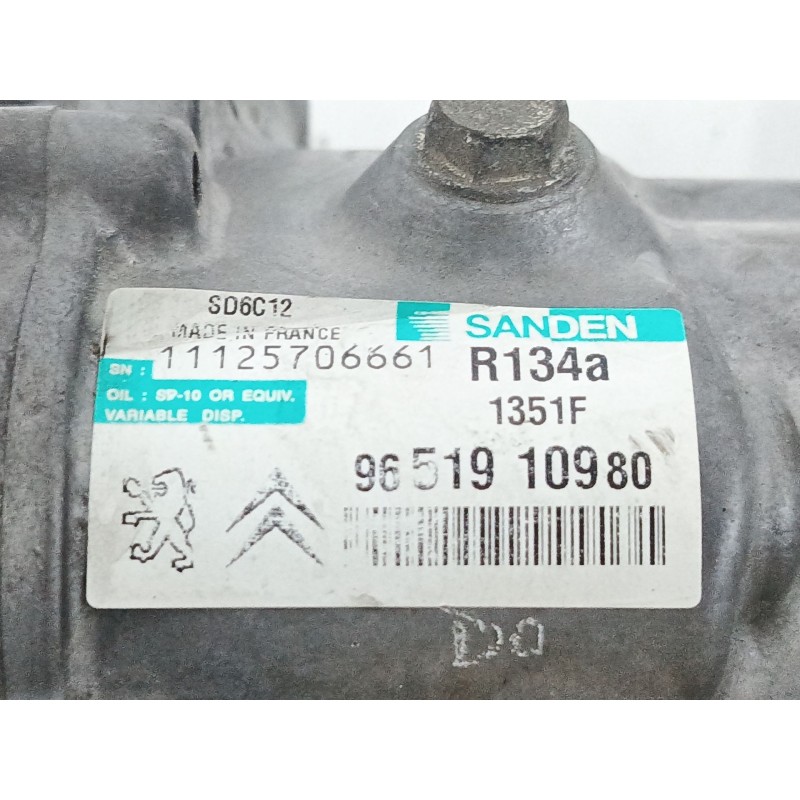 SD6C12
MADE IN FRANCE
SANDEN
SN : 11125706661
R134a
OIL : SP-10 OR EQUIV.
VARIABLE DISP.
1351F
96 519 109 80
DO